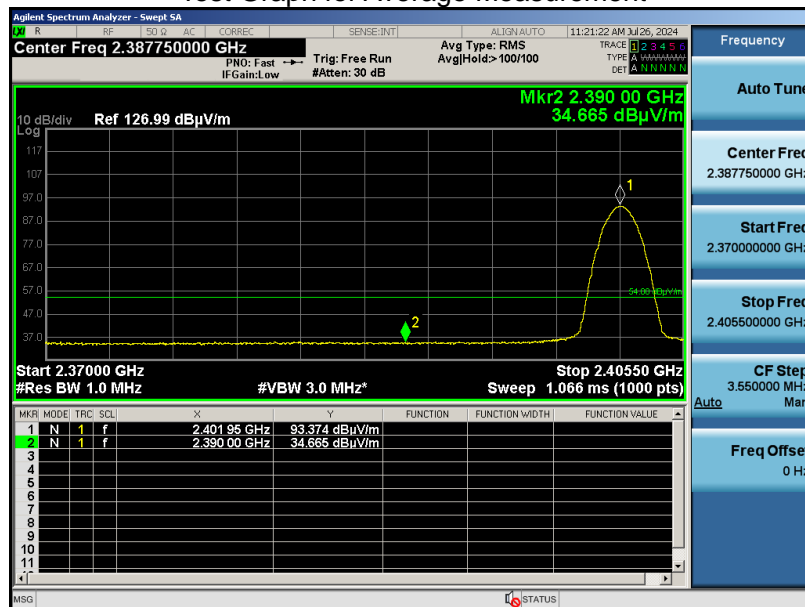 Test Graph for Average Measurement
Agilent Spectrum Analyzer - Swept SA
LXI R RF 50 Ω AC CORREC SENSE:INT ALIGN AUTO 11:21:22 AM Jul 26, 2024
Center Freq 2.387750000 GHz
PNO: Fast
IFGain:Low
Trig: Free Run
#Atten: 30 dB
Avg Type: RMS
Avg|Hold:>100/100
TRACE 1 2 3 4 5 6
TYPE A WWWWW
DET A N N N N N
Mkr2 2.390 00 GHz
34.665 dBµV/m
10 dB/div Ref 126.99 dBµV/m
Log
117
107
97.0
87.0
77.0
67.0
57.0
47.0
37.0
1
54.00 dBµV/m
2
Start 2.37000 GHz Stop 2.40550 GHz
#Res BW 1.0 MHz #VBW 3.0 MHz* Sweep 1.066 ms (1000 pts)
MKR MODE TRC SCL X Y FUNCTION FUNCTION WIDTH FUNCTION VALUE
1 N 1 f 2.401 95 GHz 93.374 dBµV/m
2 N 1 f 2.390 00 GHz 34.665 dBµV/m
3
4
5
6
7
8
9
10
11
MSG STATUS
Frequency
Auto Tune
Center Freq
2.387750000 GHz
Start Freq
2.370000000 GHz
Stop Freq
2.405500000 GHz
CF Step
3.550000 MHz
Auto Man
Freq Offset
0 Hz